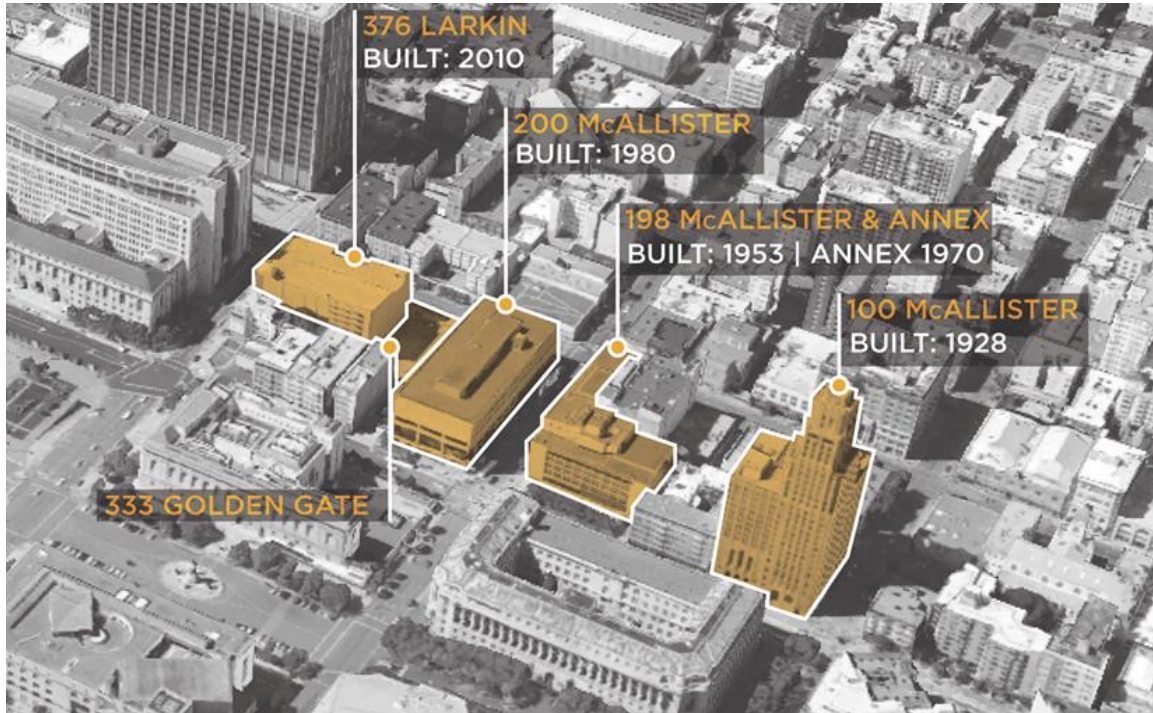 376 LARKIN
BUILT: 2010
200 McALLISTER
BUILT: 1980
198 McALLISTER & ANNEX
BUILT: 1953 | ANNEX 1970
100 McALLISTER
BUILT: 1928
333 GOLDEN GATE